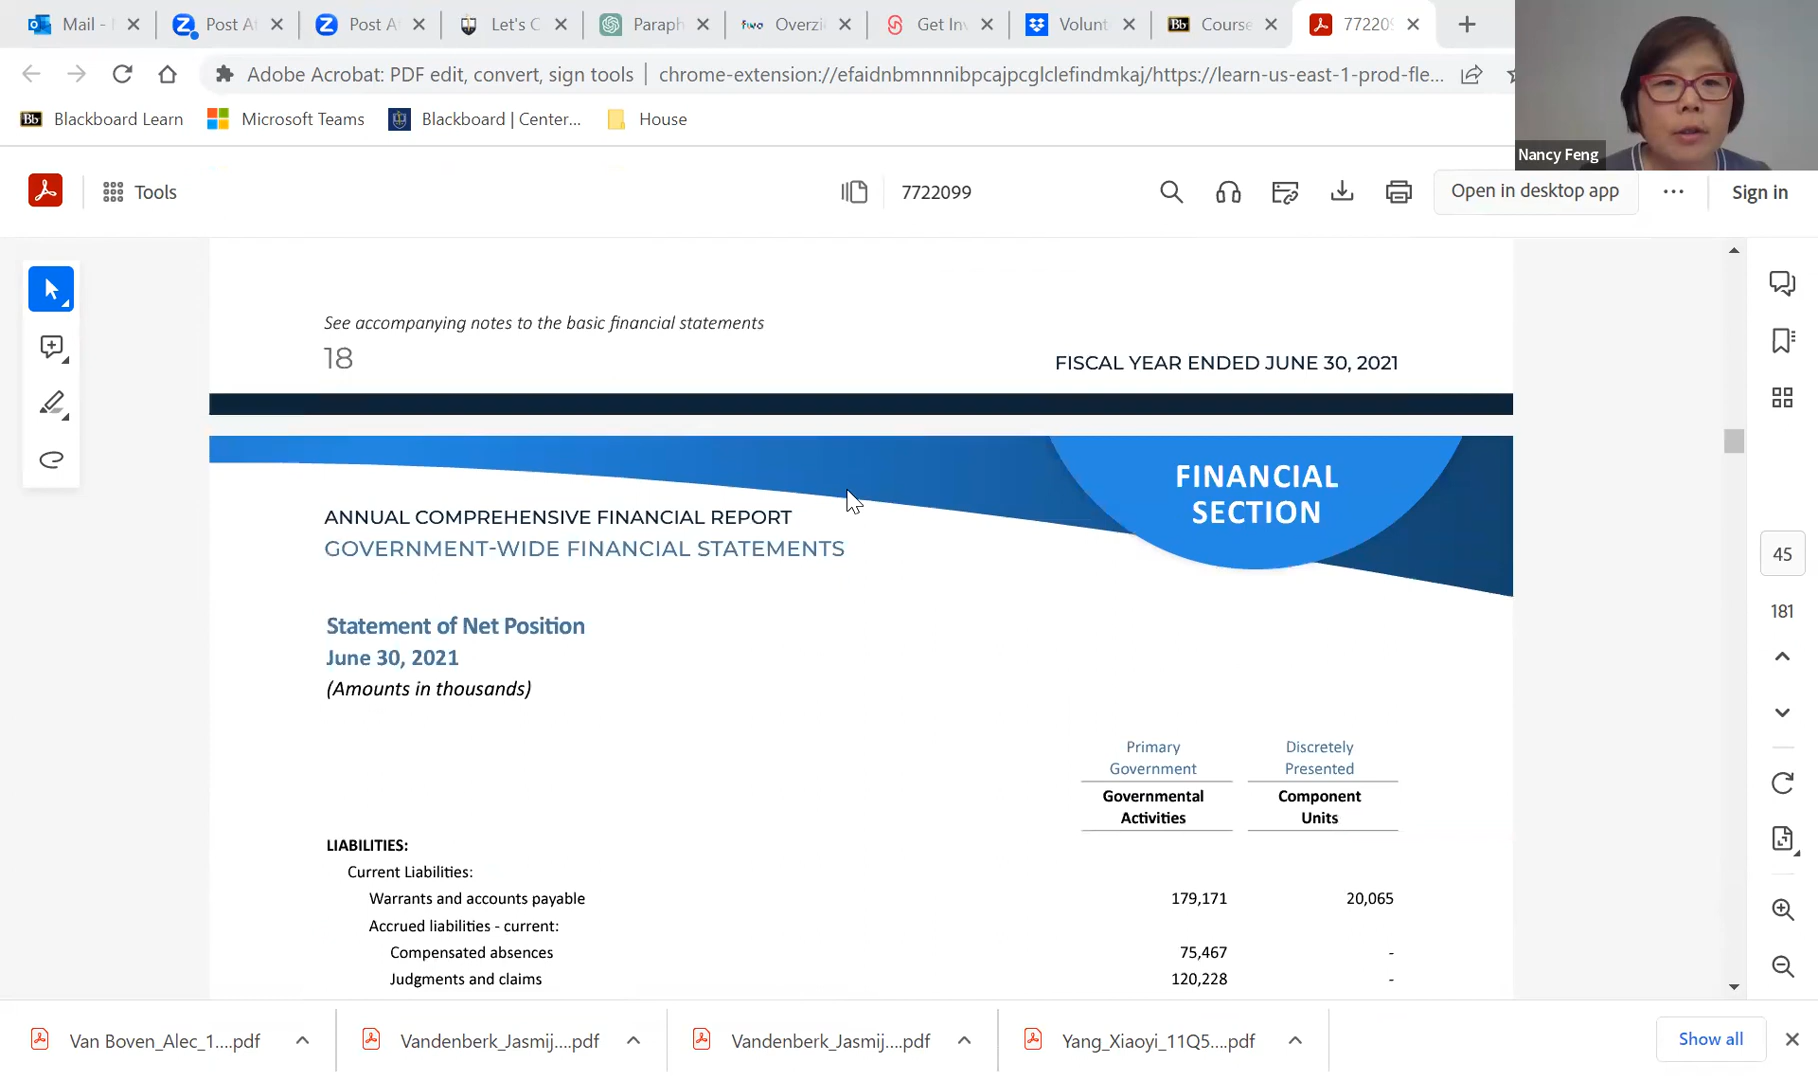 Mail -
Post A
Post A
Let's C
Paraph
Overzi
Get Inv
Volunt
Course
77220
Adobe Acrobat: PDF edit, convert, sign tools
chrome-extension://efaidnbmnnnibpcajpcglclefindmkaj/https://learn-us-east-1-prod-fle...
Bb Blackboard Learn
Microsoft Teams
Blackboard | Center...
House
Nancy Feng
Tools
7722099
Open in desktop app
Sign in
See accompanying notes to the basic financial statements
18
FISCAL YEAR ENDED JUNE 30, 2021
FINANCIAL
SECTION
ANNUAL COMPREHENSIVE FINANCIAL REPORT
GOVERNMENT-WIDE FINANCIAL STATEMENTS
45
181
Statement of Net Position
June 30, 2021
(Amounts in thousands)
Primary Discretely
Government Presented
Governmental Component
Activities Units
LIABILITIES:
Current Liabilities:
Warrants and accounts payable 179,171 20,065
Accrued liabilities - current:
Compensated absences 75,467 -
Judgments and claims 120,228 -
Van Boven_Alec_1....pdf
Vandenberk_Jasmij....pdf
Vandenberk_Jasmij....pdf
Yang_Xiaoyi_11Q5....pdf
Show all